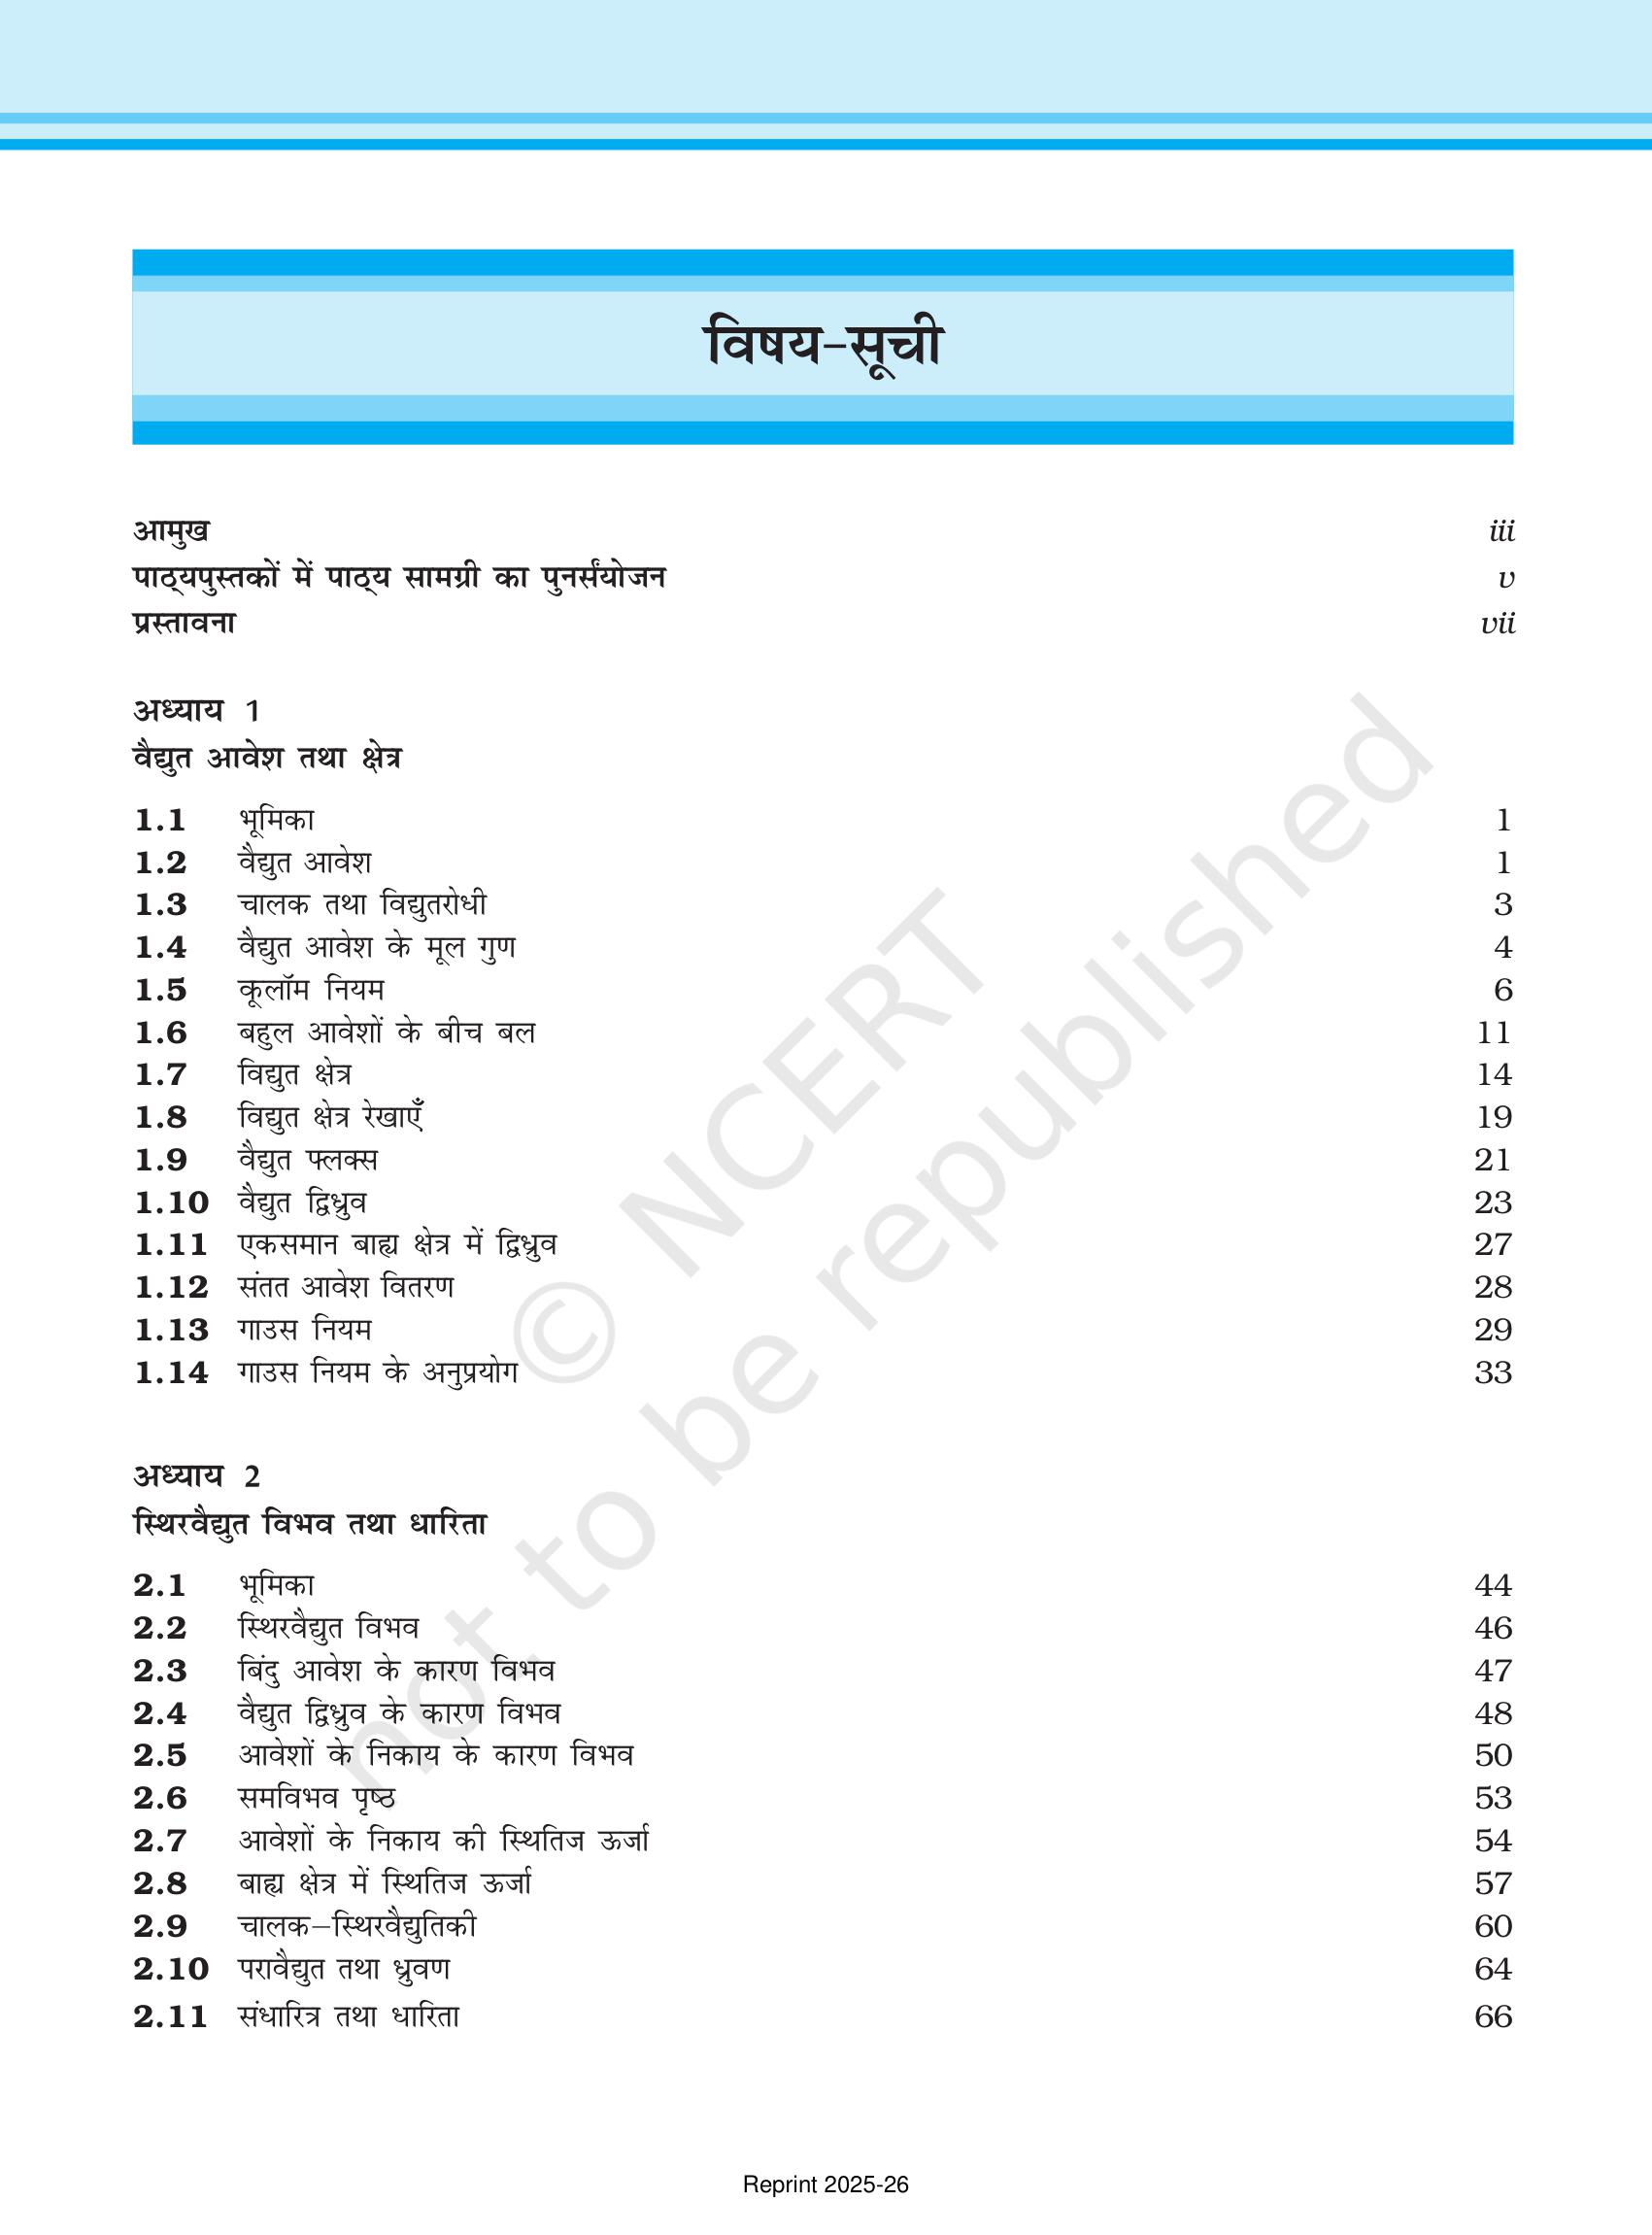 विषय-सूची
आमुख iii
पाठ्यपुस्तकों में पाठ्य सामग्री का पुनर्संयोजन v
प्रस्तावना vii
अध्याय 1
वैद्युत आवेश तथा क्षेत्र
1.1 भूमिका 1
1.2 वैद्युत आवेश 1
1.3 चालक तथा विद्युतरोधी 3
1.4 वैद्युत आवेश के मूल गुण 4
1.5 कूलॉम नियम 6
1.6 बहुल आवेशों के बीच बल 11
1.7 विद्युत क्षेत्र 14
1.8 विद्युत क्षेत्र रेखाएँ 19
1.9 वैद्युत फ्लक्स 21
1.10 वैद्युत द्विध्रुव 23
1.11 एकसमान बाह्य क्षेत्र में द्विध्रुव 27
1.12 संतत आवेश वितरण 28
1.13 गाउस नियम 29
1.14 गाउस नियम के अनुप्रयोग 33
अध्याय 2
स्थिरवैद्युत विभव तथा धारिता
2.1 भूमिका 44
2.2 स्थिरवैद्युत विभव 46
2.3 बिंदु आवेश के कारण विभव 47
2.4 वैद्युत द्विध्रुव के कारण विभव 48
2.5 आवेशों के निकाय के कारण विभव 50
2.6 समविभव पृष्ठ 53
2.7 आवेशों के निकाय की स्थितिज ऊर्जा 54
2.8 बाह्य क्षेत्र में स्थितिज ऊर्जा 57
2.9 चालक-स्थिरवैद्युतिकी 60
2.10 परावैद्युत तथा ध्रुवण 64
2.11 संधारित्र तथा धारिता 66
© NCERT
not to be republished
Reprint 2025-26